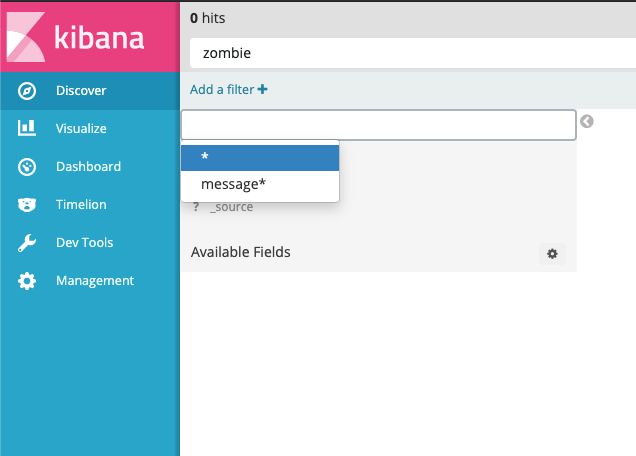 kibana
0 hits
zombie
Discover
Visualize
Dashboard
Timelion
Dev Tools
Management
Add a filter +
*
message*
? _source
Available Fields